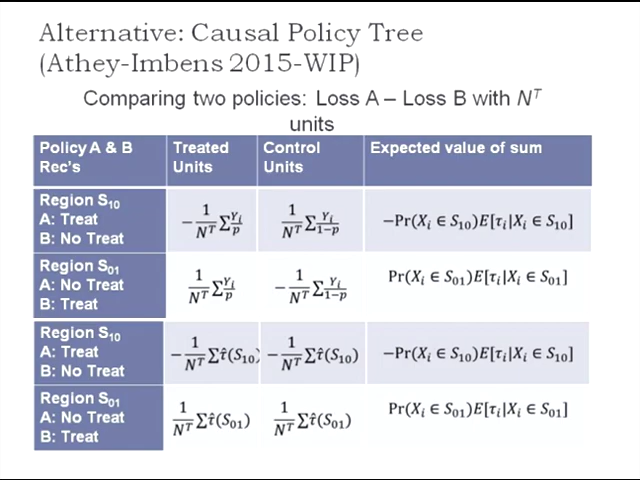 Alternative: Causal Policy Tree
(Athey-Imbens 2015-WIP)
Comparing two policies: Loss A – Loss B with Nᵀ
units
Policy A & B Rec's | Treated Units | Control Units | Expected value of sum
Region S₁₀ A: Treat B: No Treat | −1/Nᵀ Σ Yᵢ/p | 1/Nᵀ Σ Yᵢ/1−p | −Pr(Xᵢ ∈ S₁₀)E[τᵢ|Xᵢ ∈ S₁₀]
Region S₀₁ A: No Treat B: Treat | 1/Nᵀ Σ Yᵢ/p | −1/Nᵀ Σ Yᵢ/1−p | Pr(Xᵢ ∈ S₀₁)E[τᵢ|Xᵢ ∈ S₀₁]
Region S₁₀ A: Treat B: No Treat | −1/Nᵀ Σ τ̂(S₁₀) | −1/Nᵀ Σ τ̂(S₁₀) | −Pr(Xᵢ ∈ S₁₀)E[τᵢ|Xᵢ ∈ S₁₀]
Region S₀₁ A: No Treat B: Treat | 1/Nᵀ Σ τ̂(S₀₁) | 1/Nᵀ Σ τ̂(S₀₁) | Pr(Xᵢ ∈ S₀₁)E[τᵢ|Xᵢ ∈ S₀₁]